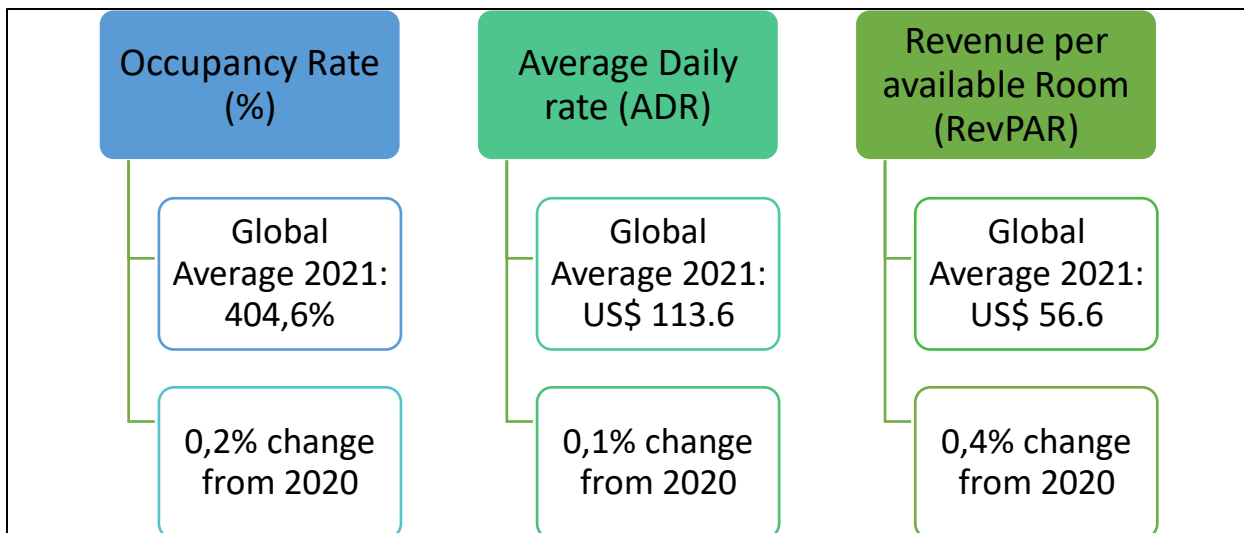 Occupancy Rate
(%)
Global
Average 2021:
404,6%
0,2% change
from 2020
Average Daily
rate (ADR)
Global
Average 2021:
US$ 113.6
0,1% change
from 2020
Revenue per
available Room
(RevPAR)
Global
Average 2021:
US$ 56.6
0,4% change
from 2020